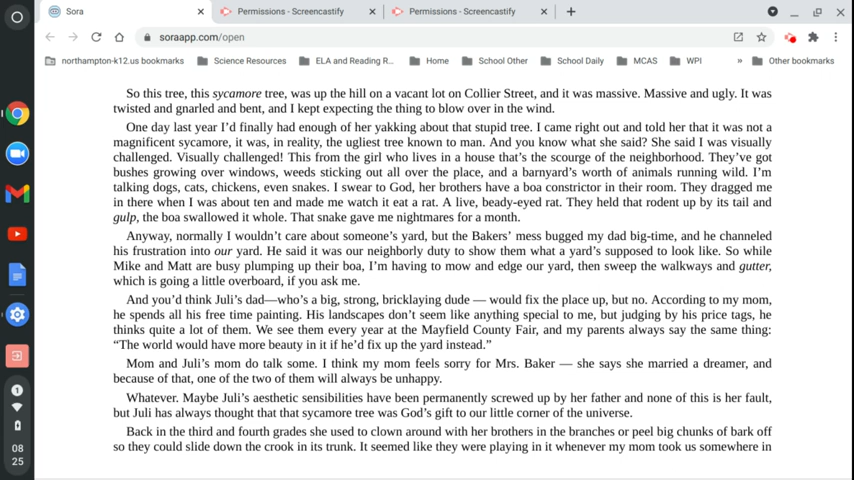 Sora
Permissions - Screencastify
Permissions - Screencastify
soraapp.com/open
northampton-k12.us bookmarks
Science Resources
ELA and Reading R...
Home
School Other
School Daily
MCAS
WPI
»
Other bookmarks
So this tree, this sycamore tree, was up the hill on a vacant lot on Collier Street, and it was massive. Massive and ugly. It was
twisted and gnarled and bent, and I kept expecting the thing to blow over in the wind.
One day last year I’d finally had enough of her yakking about that stupid tree. I came right out and told her that it was not a
magnificent sycamore, it was, in reality, the ugliest tree known to man. And you know what she said? She said I was visually
challenged. Visually challenged! This from the girl who lives in a house that’s the scourge of the neighborhood. They’ve got
bushes growing over windows, weeds sticking out all over the place, and a barnyard’s worth of animals running wild. I’m
talking dogs, cats, chickens, even snakes. I swear to God, her brothers have a boa constrictor in their room. They dragged me
in there when I was about ten and made me watch it eat a rat. A live, beady-eyed rat. They held that rodent up by its tail and
gulp, the boa swallowed it whole. That snake gave me nightmares for a month.
Anyway, normally I wouldn’t care about someone’s yard, but the Bakers’ mess bugged my dad big-time, and he channeled
his frustration into our yard. He said it was our neighborly duty to show them what a yard’s supposed to look like. So while
Mike and Matt are busy plumping up their boa, I’m having to mow and edge our yard, then sweep the walkways and gutter,
which is going a little overboard, if you ask me.
And you’d think Juli’s dad—who’s a big, strong, bricklaying dude — would fix the place up, but no. According to my mom,
he spends all his free time painting. His landscapes don’t seem like anything special to me, but judging by his price tags, he
thinks quite a lot of them. We see them every year at the Mayfield County Fair, and my parents always say the same thing:
“The world would have more beauty in it if he’d fix up the yard instead.”
Mom and Juli’s mom do talk some. I think my mom feels sorry for Mrs. Baker — she says she married a dreamer, and
because of that, one of the two of them will always be unhappy.
Whatever. Maybe Juli’s aesthetic sensibilities have been permanently screwed up by her father and none of this is her fault,
but Juli has always thought that that sycamore tree was God’s gift to our little corner of the universe.
Back in the third and fourth grades she used to clown around with her brothers in the branches or peel big chunks of bark off
so they could slide down the crook in its trunk. It seemed like they were playing in it whenever my mom took us somewhere in
1
08
25